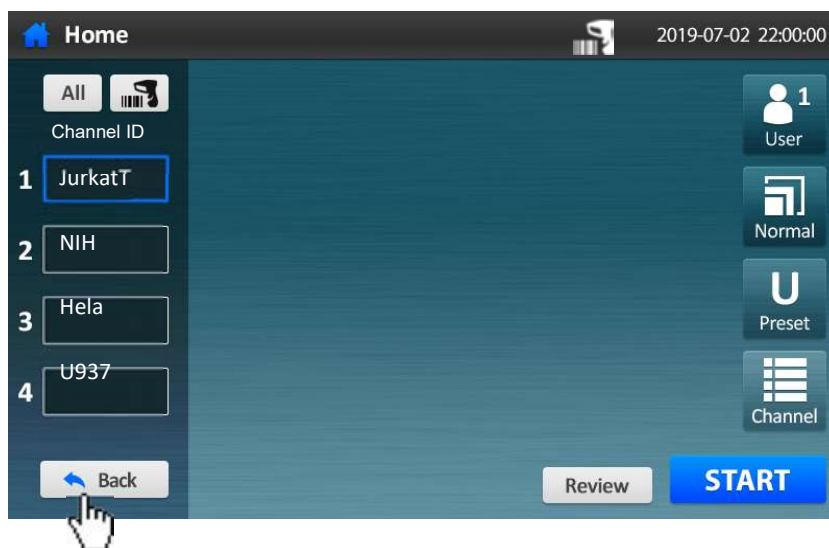 Home
2019-07-02 22:00:00
All
Channel ID
1 JurkatT
2 NIH
3 Hela
4 U937
Back
1
User
Normal
U
Preset
Channel
Review
START